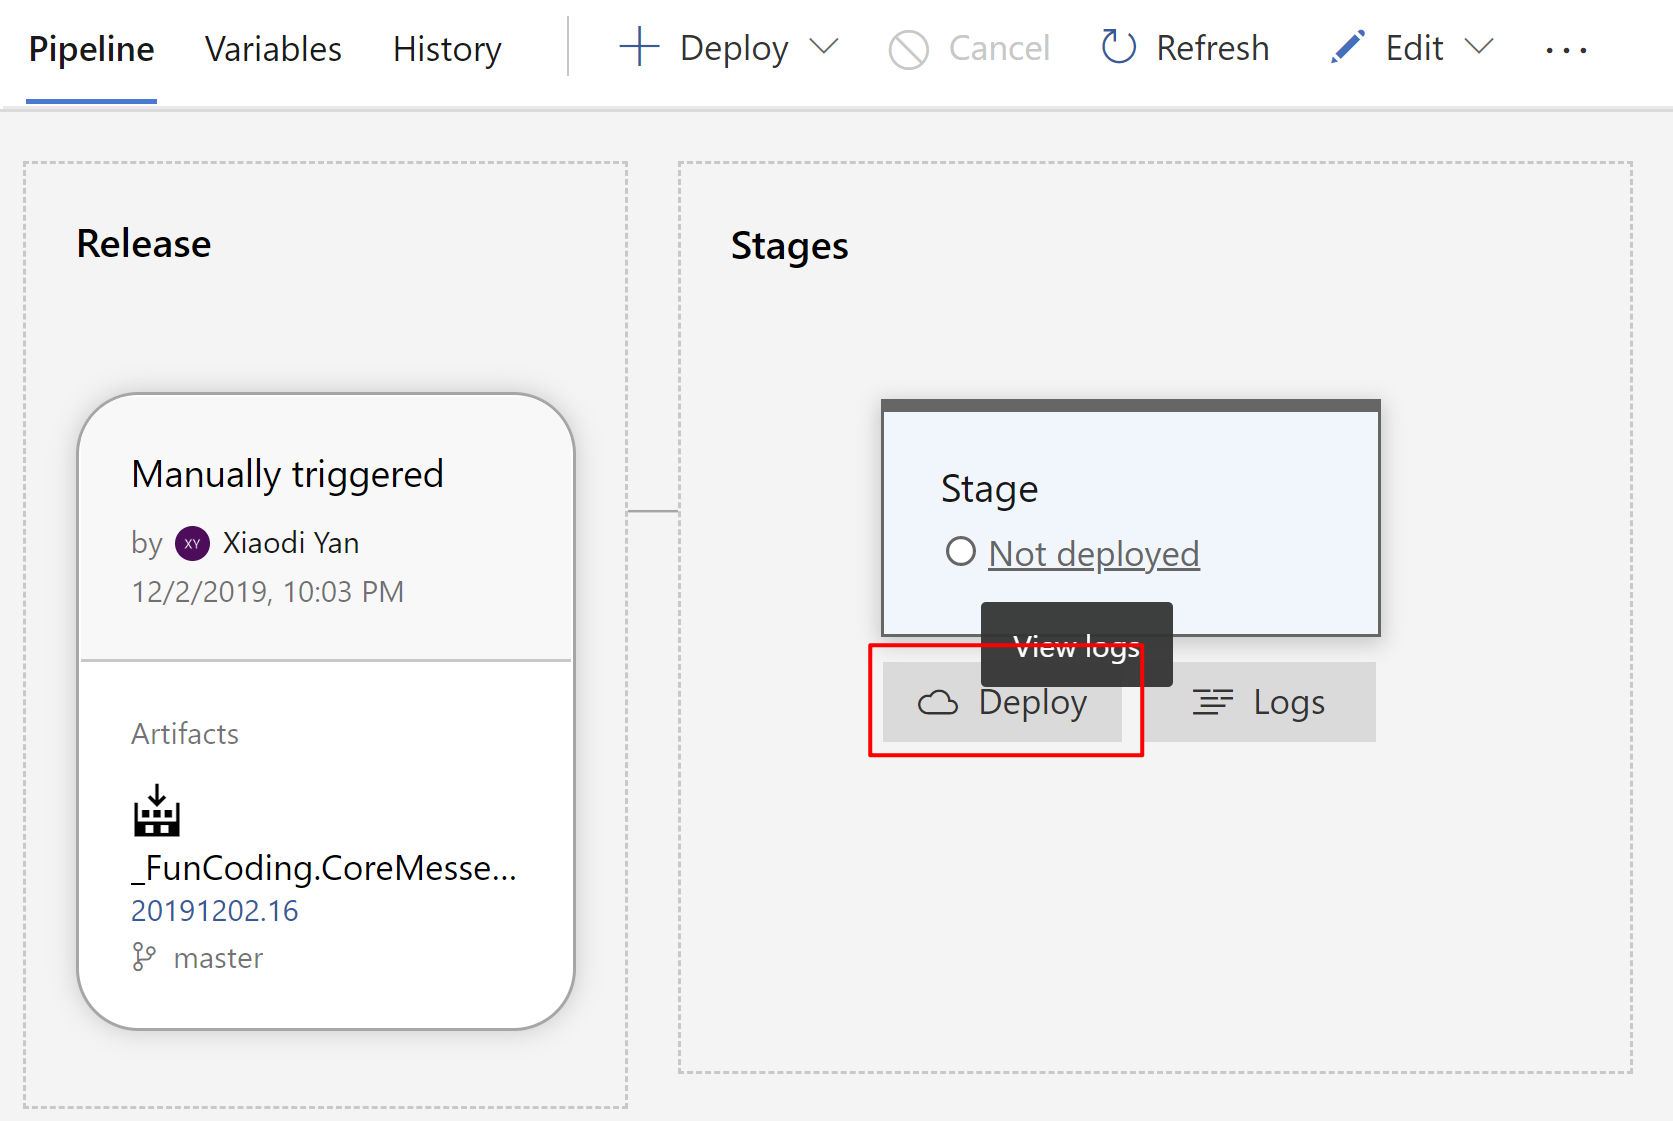 Pipeline Variables History Deploy Cancel Refresh Edit ...
Release
Manually triggered
by XY Xiaodi Yan
12/2/2019, 10:03 PM
Artifacts
_FunCoding.CoreMesse...
20191202.16
master
Stages
Stage
Not deployed
View logs
Deploy Logs